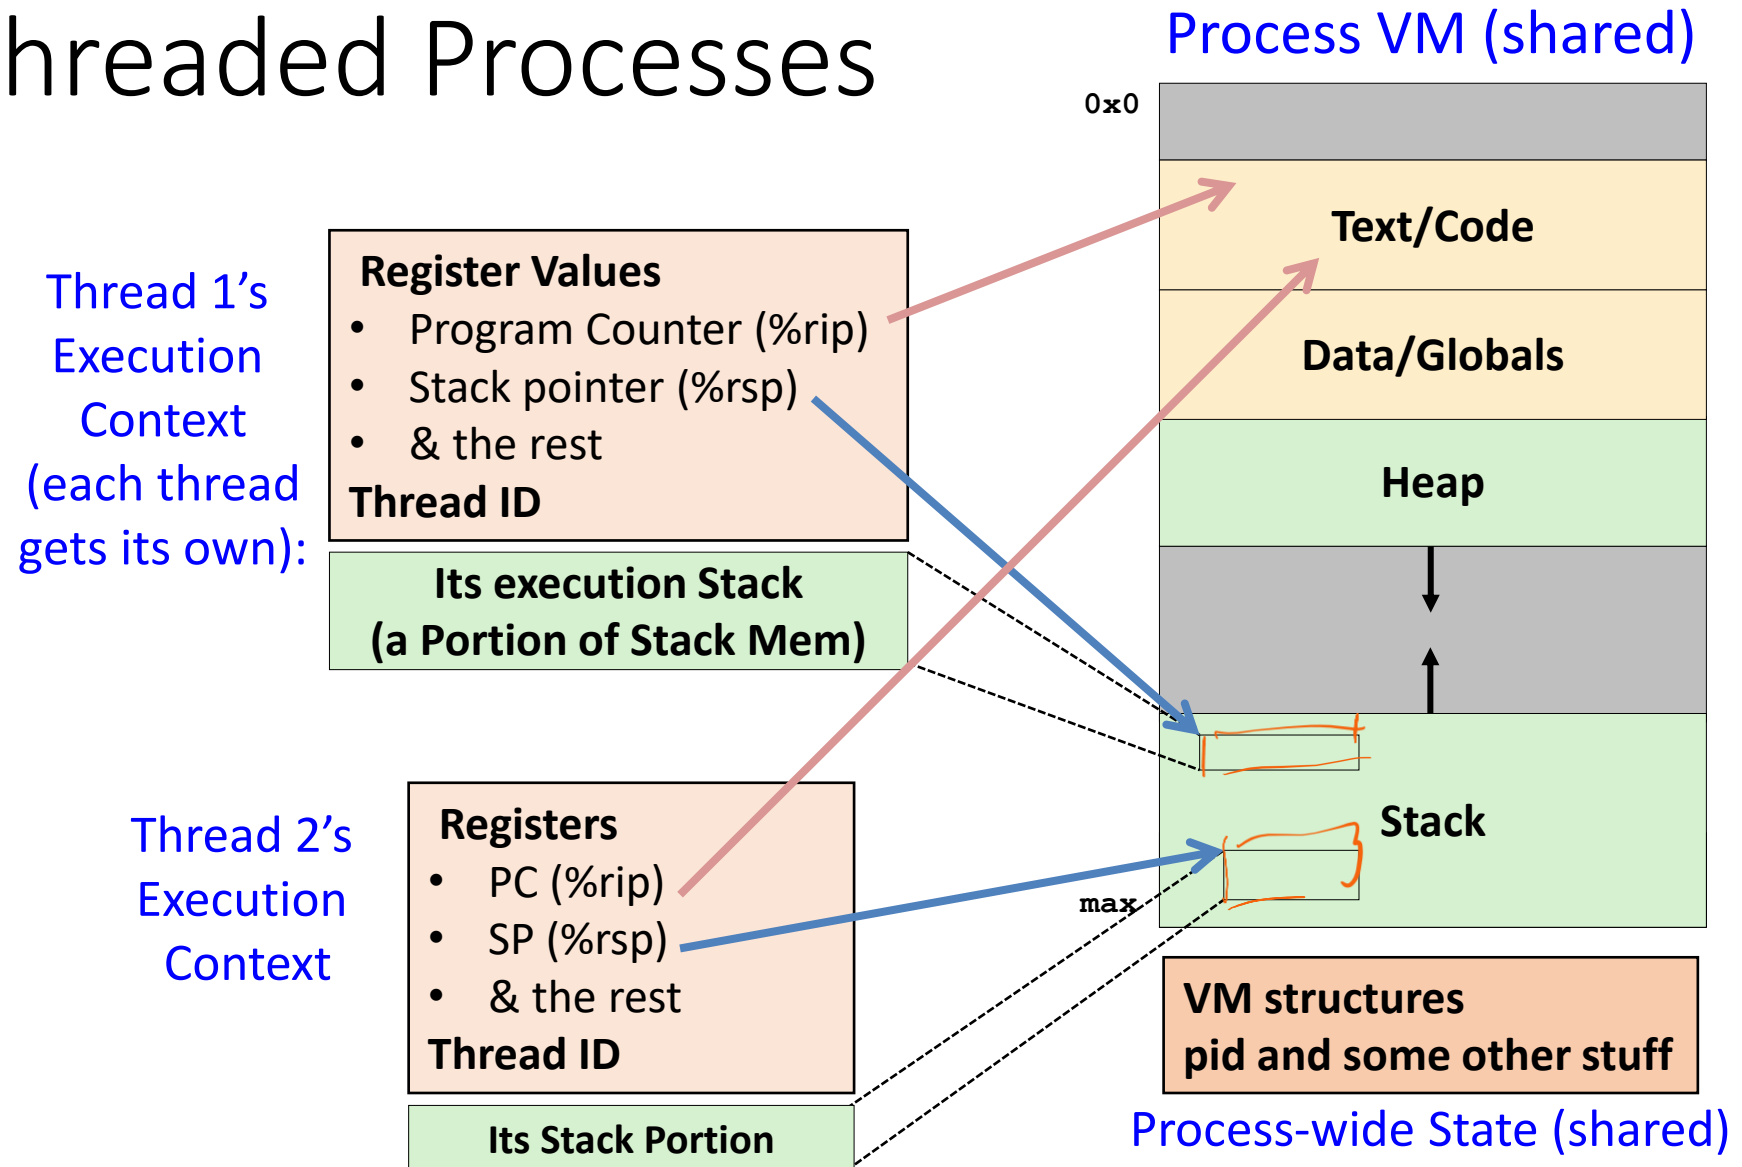 hreaded Processes
Process VM (shared)
0x0
Text/Code
Data/Globals
Heap
Stack
max
Thread 1’s
Execution
Context
(each thread
gets its own):
Register Values
• Program Counter (%rip)
• Stack pointer (%rsp)
• & the rest
Thread ID
Its execution Stack
(a Portion of Stack Mem)
Thread 2’s
Execution
Context
Registers
• PC (%rip)
• SP (%rsp)
• & the rest
Thread ID
Its Stack Portion
VM structures
pid and some other stuff
Process-wide State (shared)